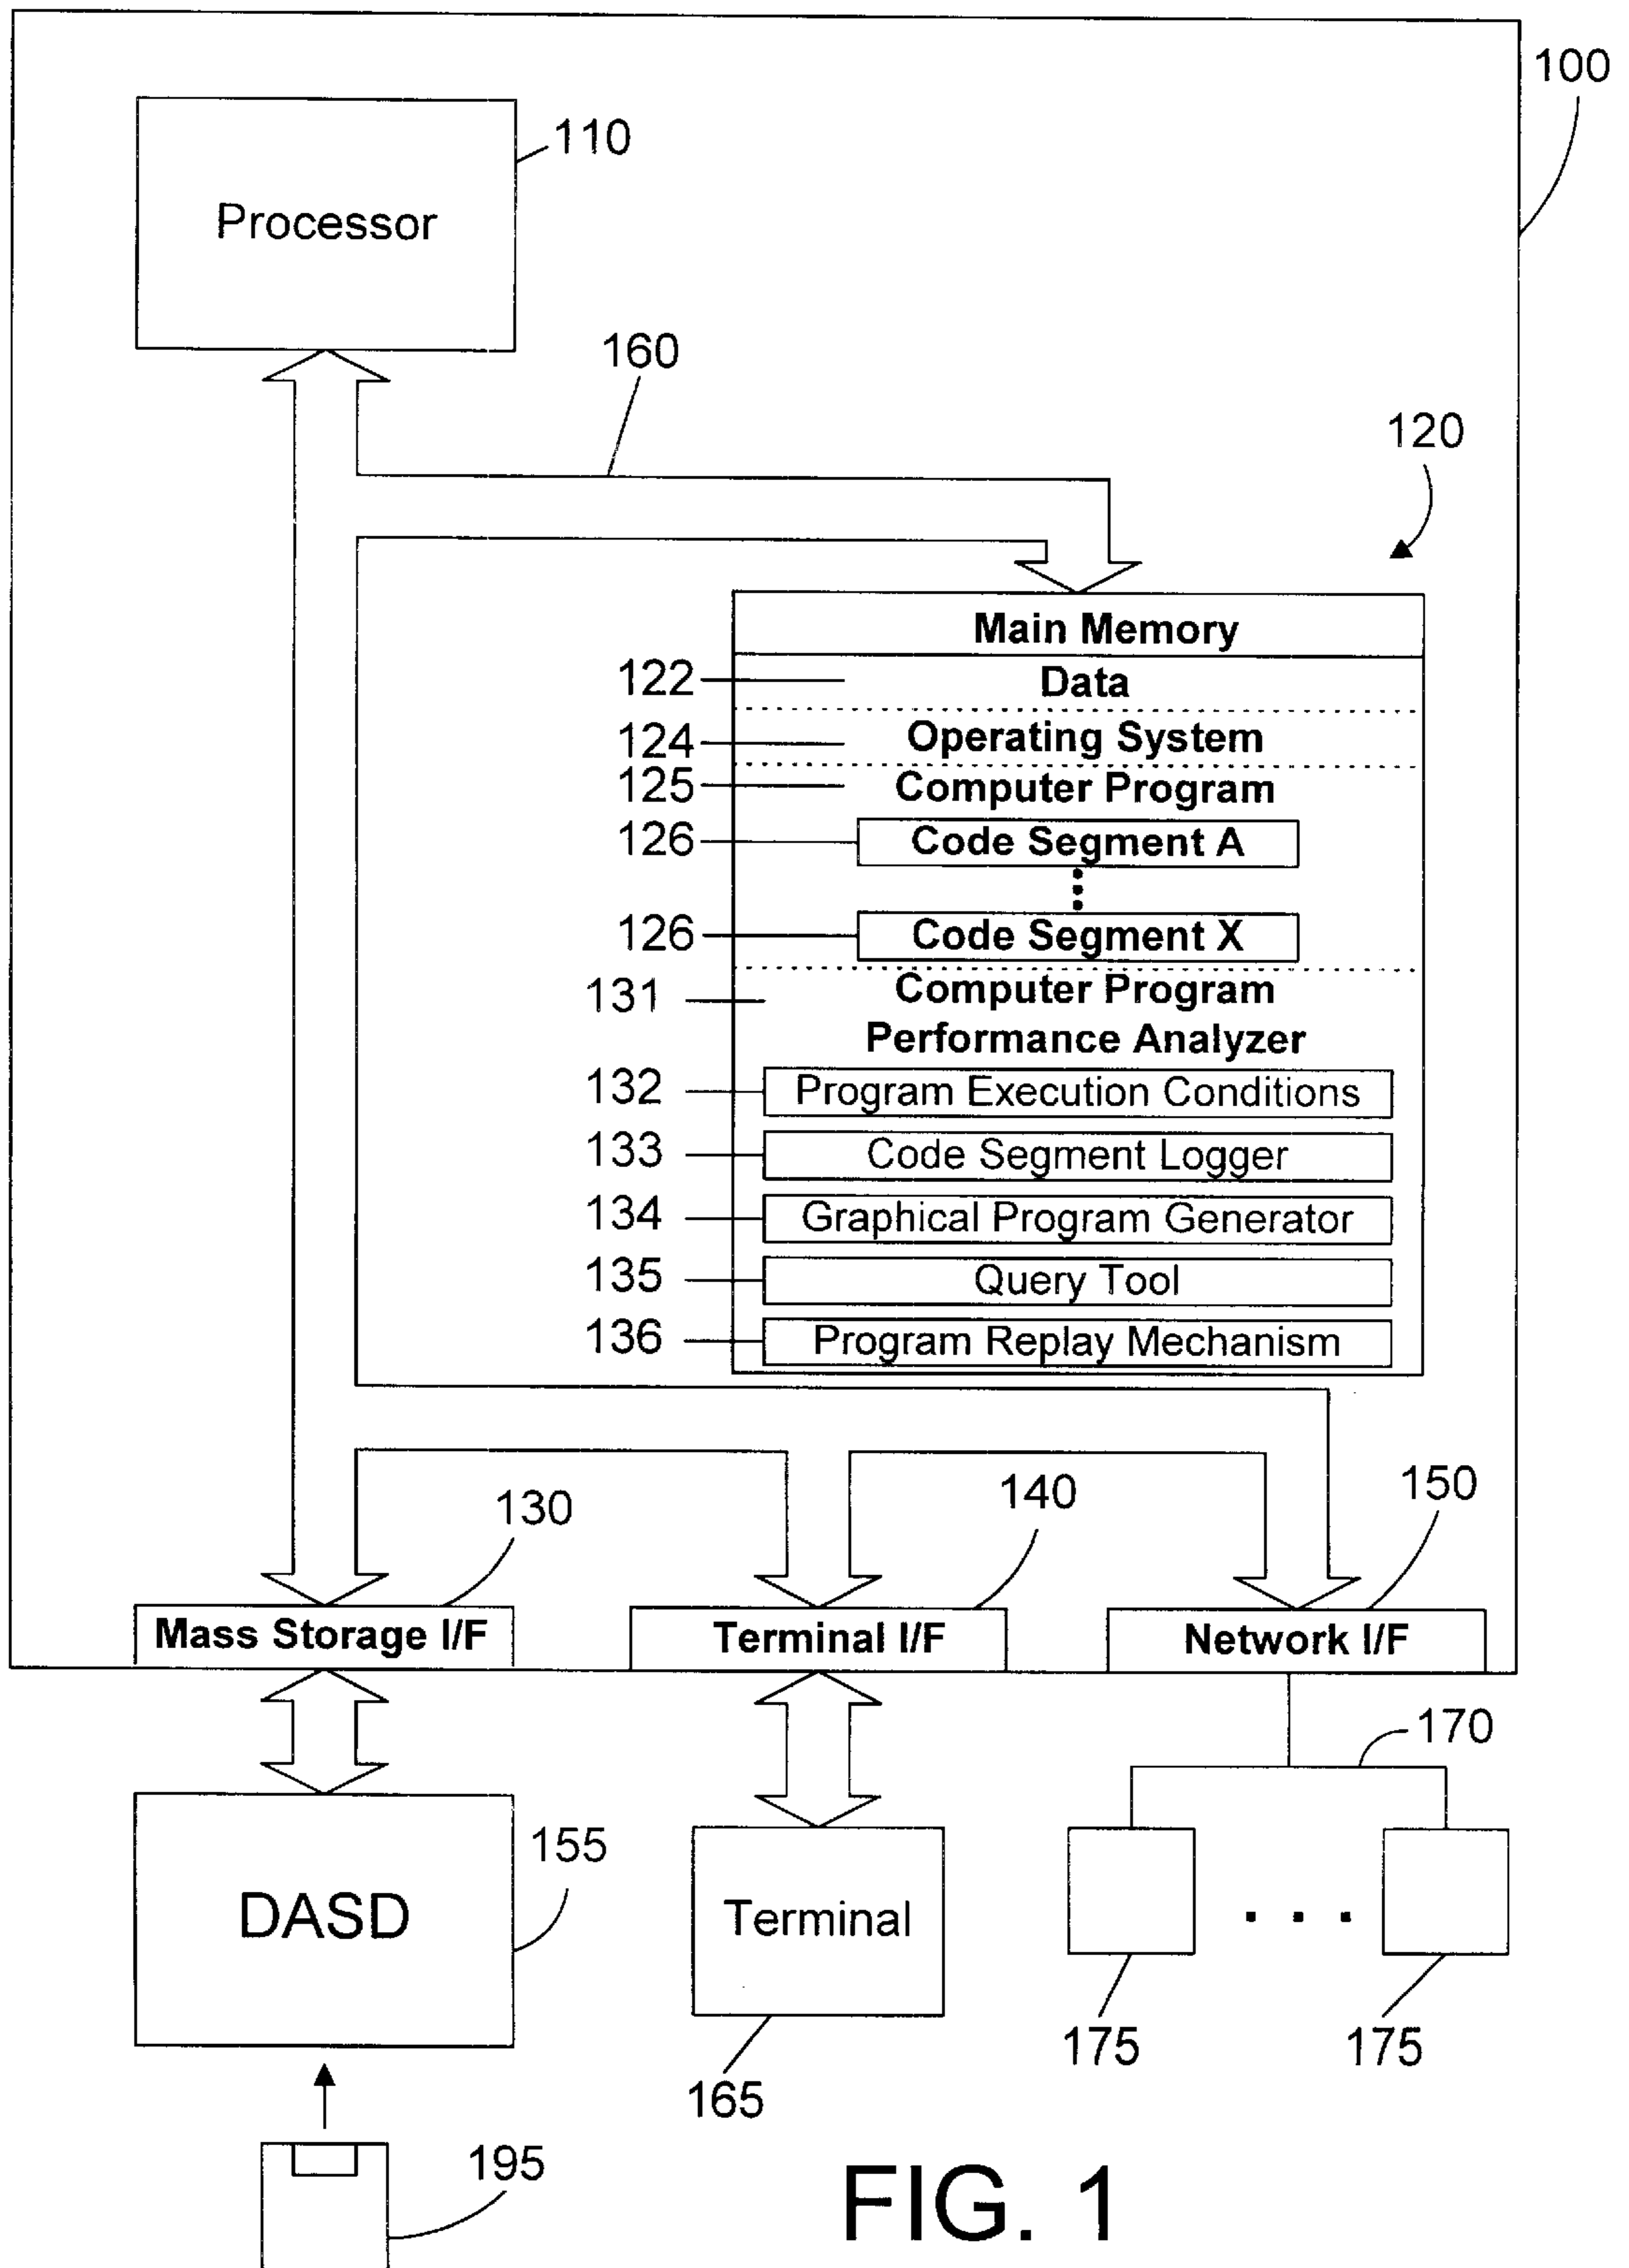 100
110
Processor
160
120
Main Memory
122 Data
124 Operating System
125 Computer Program
126 Code Segment A
126 Code Segment X
131 Computer Program
Performance Analyzer
132 Program Execution Conditions
133 Code Segment Logger
134 Graphical Program Generator
135 Query Tool
136 Program Replay Mechanism
130
140
150
Mass Storage I/F
Terminal I/F
Network I/F
170
155
DASD
Terminal
175
175
165
195
FIG. 1